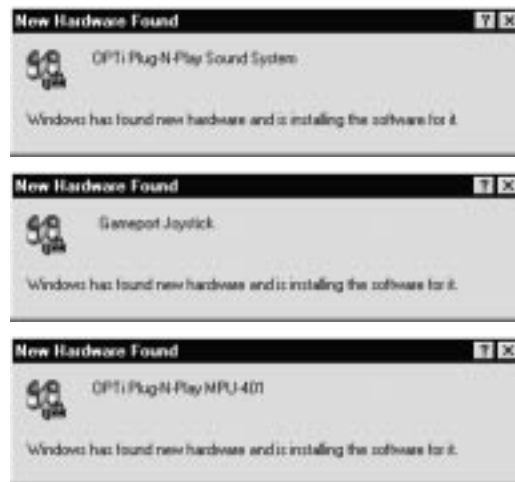 New Hardware Found
OPTi Plug-N-Play Sound System
Windows has found new hardware and is installing the software for it.
New Hardware Found
Gameport Joystick
Windows has found new hardware and is installing the software for it.
New Hardware Found
OPTi Plug-N-Play MPU-401
Windows has found new hardware and is installing the software for it.